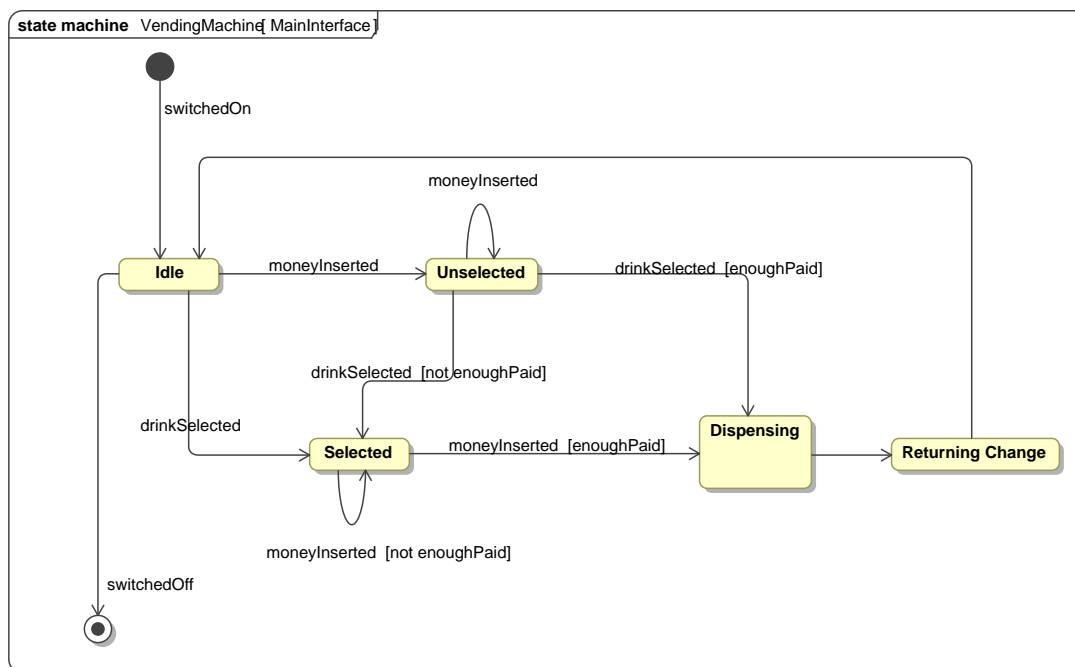 state machine VendingMachine[ MainInterface]
switchedOn
moneyInserted
Idle
moneyInserted
Unselected
drinkSelected [enoughPaid]
drinkSelected [not enoughPaid]
drinkSelected
Selected
moneyInserted [enoughPaid]
Dispensing
Returning Change
moneyInserted [not enoughPaid]
switchedOff